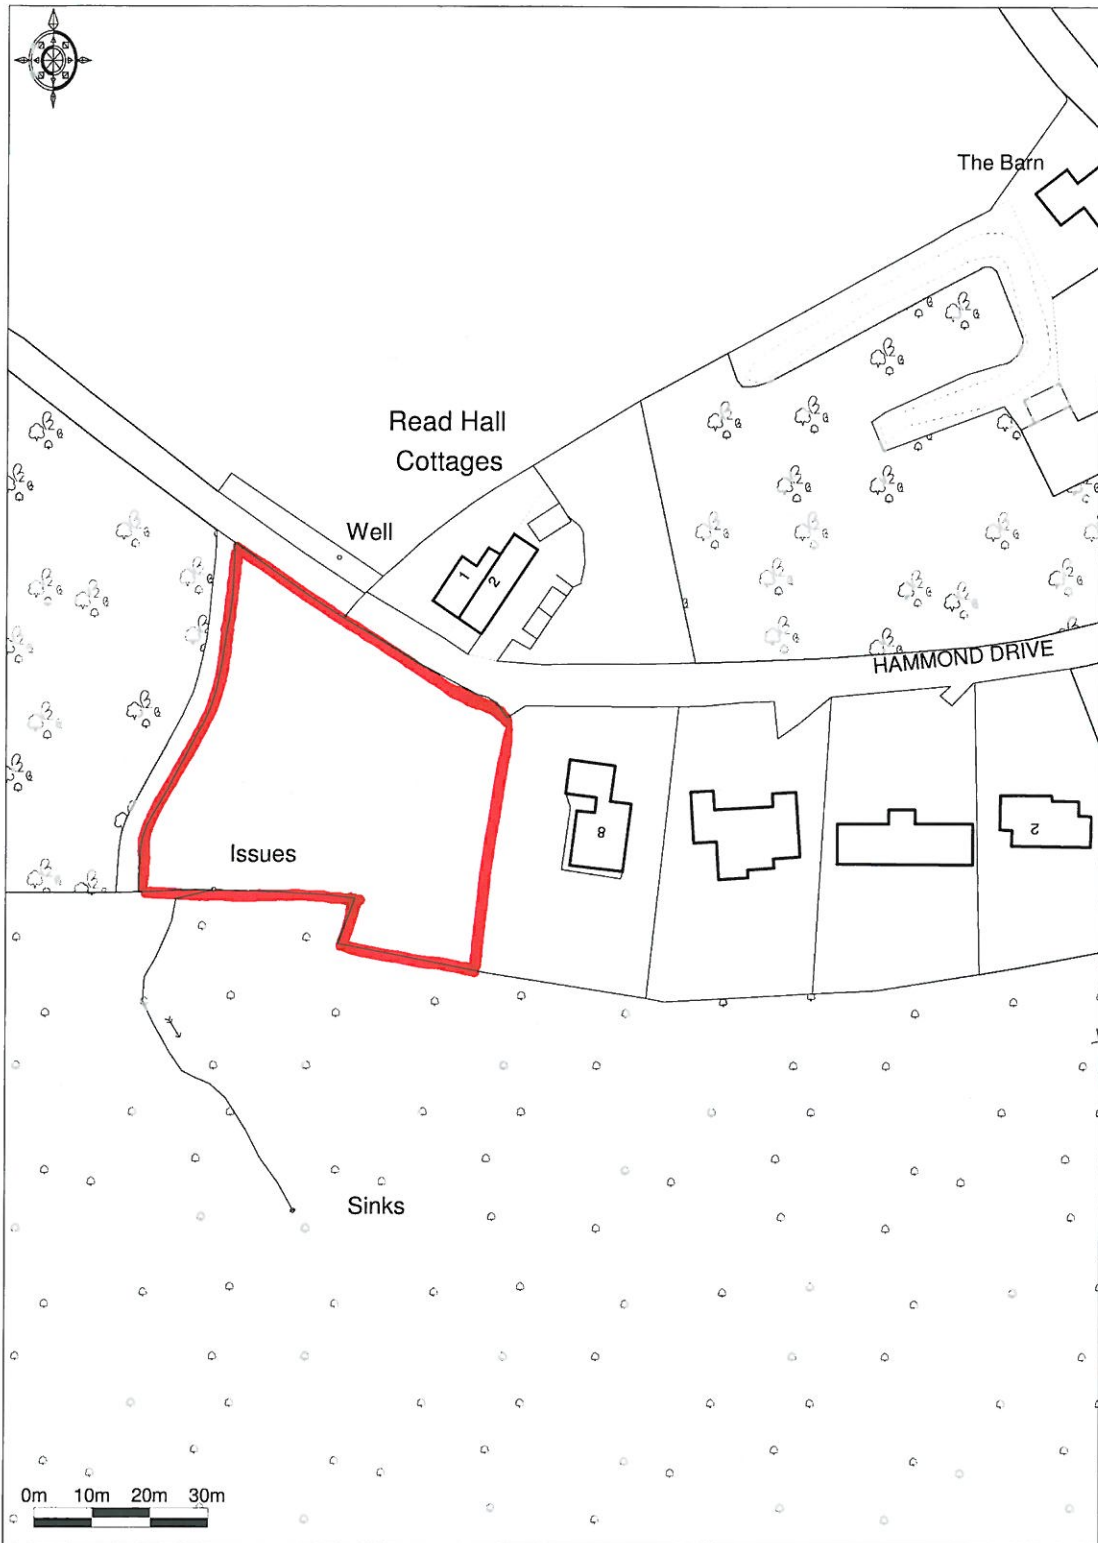 The Barn
Read Hall
Cottages
Well
1
2
HAMMOND DRIVE
8
2
Issues
Sinks
0m 10m 20m 30m